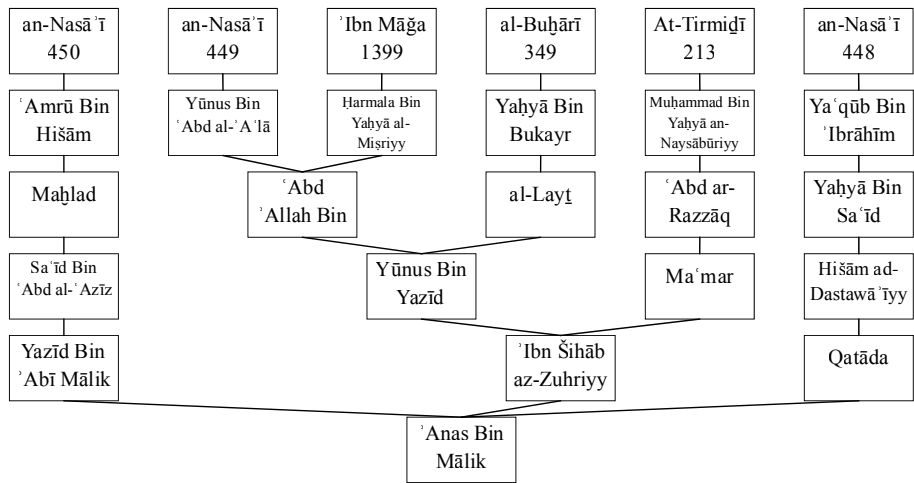 an-Nasāʾī
450
an-Nasāʾī
449
ʾIbn Māǧa
1399
al-Buḫārī
349
At-Tirmiḏī
213
an-Nasāʾī
448
ʿAmrū Bin
Hišām
Yūnus Bin
ʿAbd al-ʾAʿlā
Ḥarmala Bin
Yaḥyā al-
Miṣriyy
Yaḥyā Bin
Bukayr
Muḥammad Bin
Yaḥyā an-
Naysābūriyy
Yaʿqūb Bin
ʾIbrāhīm
Maḫlad
ʿAbd
ʾAllah Bin
al-Layṯ
ʿAbd ar-
Razzāq
Yaḥyā Bin
Saʿīd
Saʿīd Bin
ʿAbd al-ʿAzīz
Yūnus Bin
Yazīd
Maʿmar
Hišām ad-
Dastawāʾīyy
Yazīd Bin
ʾAbī Mālik
ʾIbn Šihāb
az-Zuhriyy
Qatāda
ʾAnas Bin
Mālik